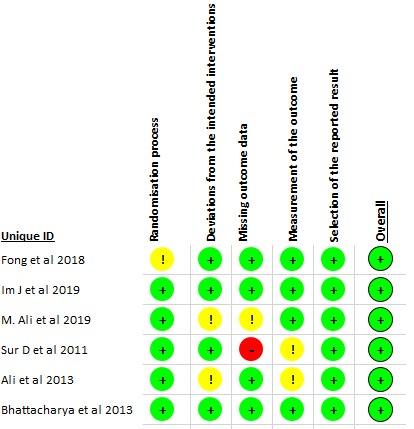 Unique ID Randomisation process Deviations from the intended interventions Missing outcome data Measurement of the outcome Selection of the reported result Overall
Fong et al 2018 ! + + + + +
Im J et al 2019 + + + + + +
M. Ali et al 2019 + ! ! + + +
Sur D et al 2011 + + - ! + +
Ali et al 2013 + ! + ! + +
Bhattacharya et al 2013 + + + + + +